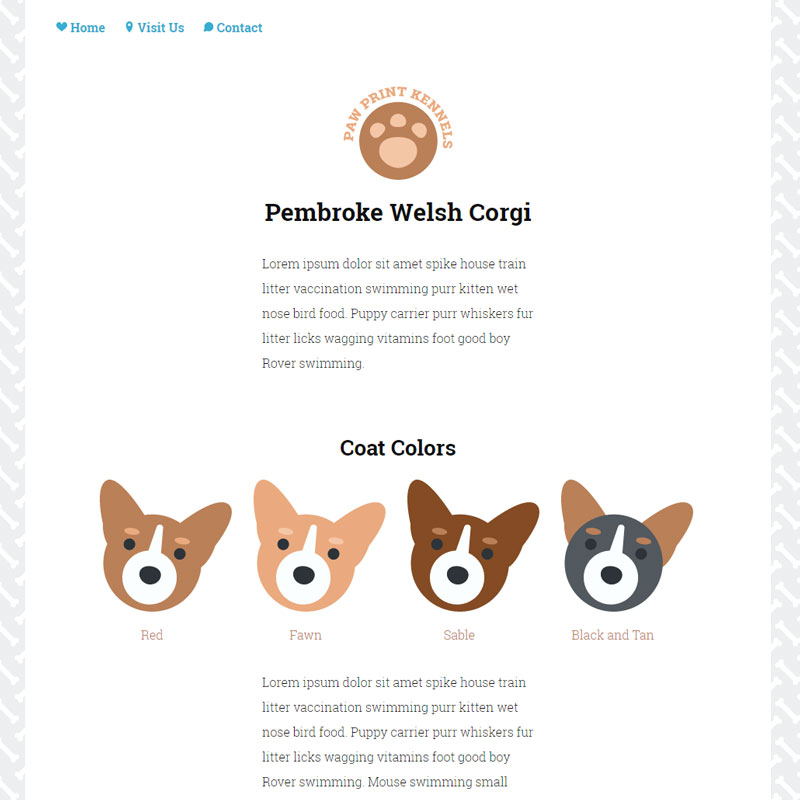 Home Visit Us Contact
PAW PRINT KENNELS
Pembroke Welsh Corgi
Lorem ipsum dolor sit amet spike house train
litter vaccination swimming purr kitten wet
nose bird food. Puppy carrier purr whiskers fur
litter licks wagging vitamins foot good boy
Rover swimming.
Coat Colors
Red Fawn Sable Black and Tan
Lorem ipsum dolor sit amet spike house train
litter vaccination swimming purr kitten wet
nose bird food. Puppy carrier purr whiskers fur
litter licks wagging vitamins foot good boy
Rover swimming. Mouse swimming small